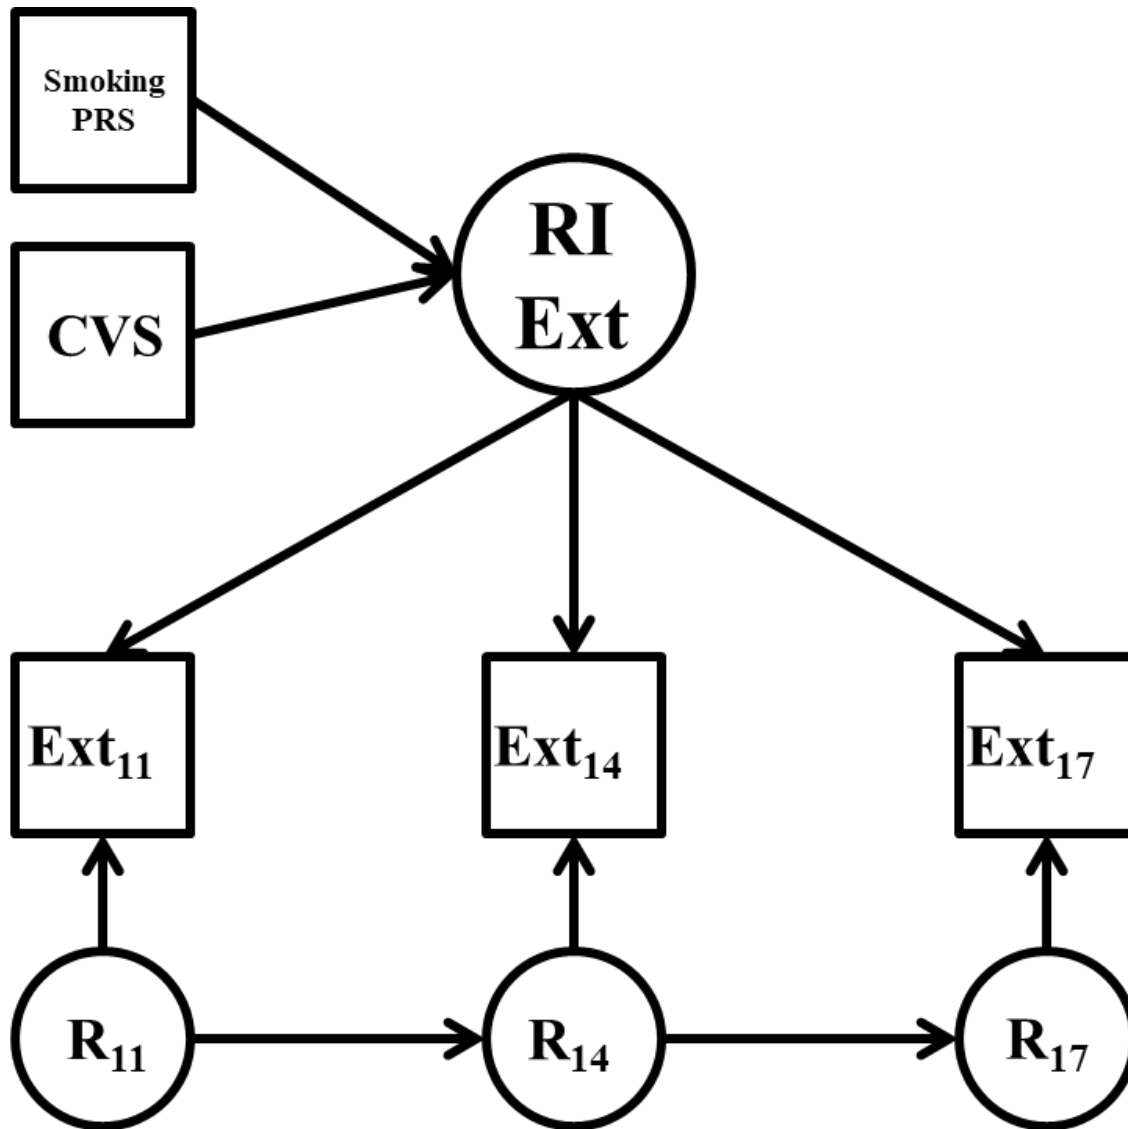 Smoking
PRS
RI
Ext
CVS
Ext₁₁
Ext₁₄
Ext₁₇
R₁₁
R₁₄
R₁₇